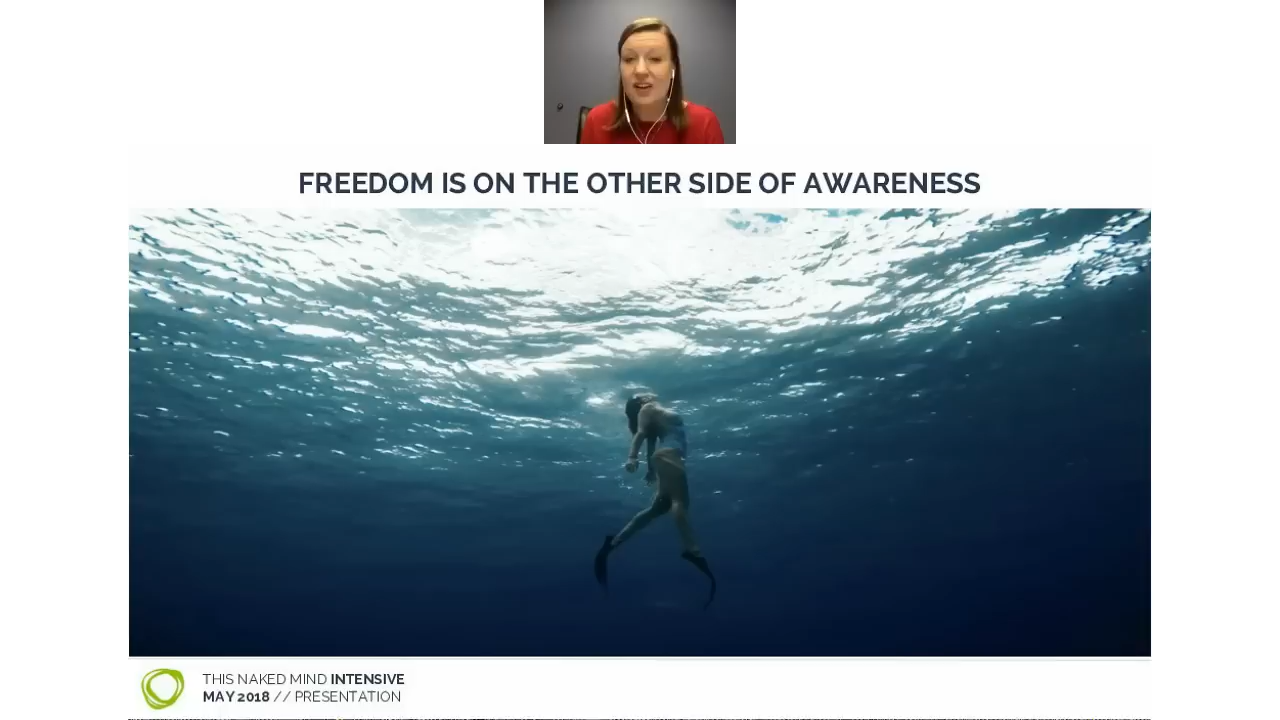 FREEDOM IS ON THE OTHER SIDE OF AWARENESS
THIS NAKED MIND INTENSIVE
MAY 2018 // PRESENTATION